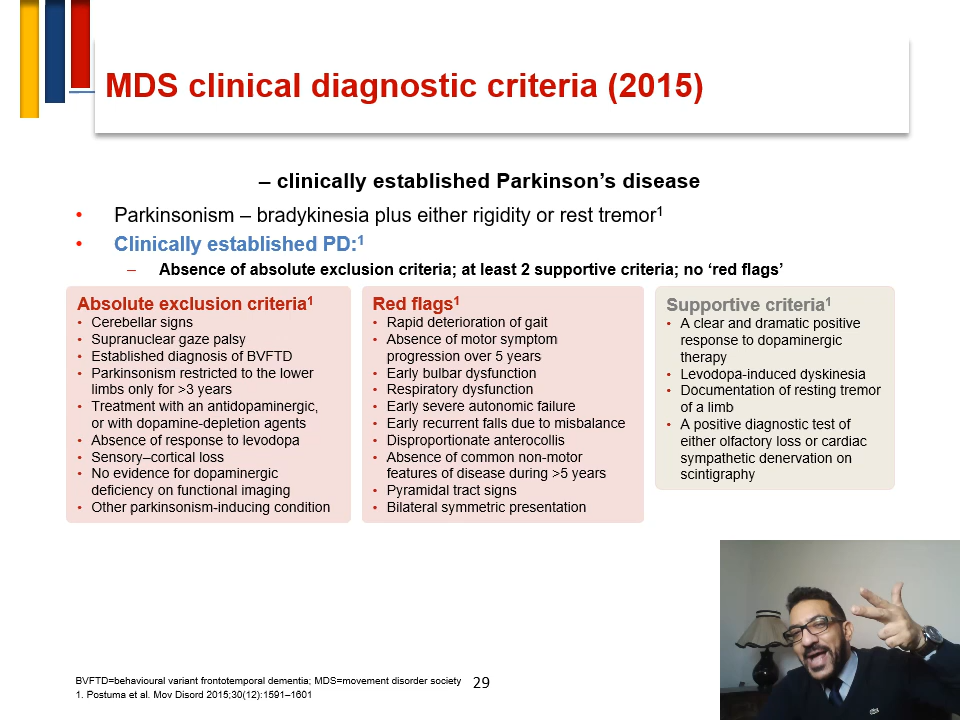 MDS clinical diagnostic criteria (2015)
– clinically established Parkinson’s disease
• Parkinsonism – bradykinesia plus either rigidity or rest tremor1
• Clinically established PD:1
– Absence of absolute exclusion criteria; at least 2 supportive criteria; no ‘red flags’
Absolute exclusion criteria1
• Cerebellar signs
• Supranuclear gaze palsy
• Established diagnosis of BVFTD
• Parkinsonism restricted to the lower
limbs only for >3 years
• Treatment with an antidopaminergic,
or with dopamine-depletion agents
• Absence of response to levodopa
• Sensory–cortical loss
• No evidence for dopaminergic
deficiency on functional imaging
• Other parkinsonism-inducing condition
Red flags1
• Rapid deterioration of gait
• Absence of motor symptom
progression over 5 years
• Early bulbar dysfunction
• Respiratory dysfunction
• Early severe autonomic failure
• Early recurrent falls due to misbalance
• Disproportionate anterocollis
• Absence of common non-motor
features of disease during >5 years
• Pyramidal tract signs
• Bilateral symmetric presentation
Supportive criteria1
• A clear and dramatic positive
response to dopaminergic
therapy
• Levodopa-induced dyskinesia
• Documentation of resting tremor
of a limb
• A positive diagnostic test of
either olfactory loss or cardiac
sympathetic denervation on
scintigraphy
BVFTD=behavioural variant frontotemporal dementia; MDS=movement disorder society
1. Postuma et al. Mov Disord 2015;30(12):1591–1601
29